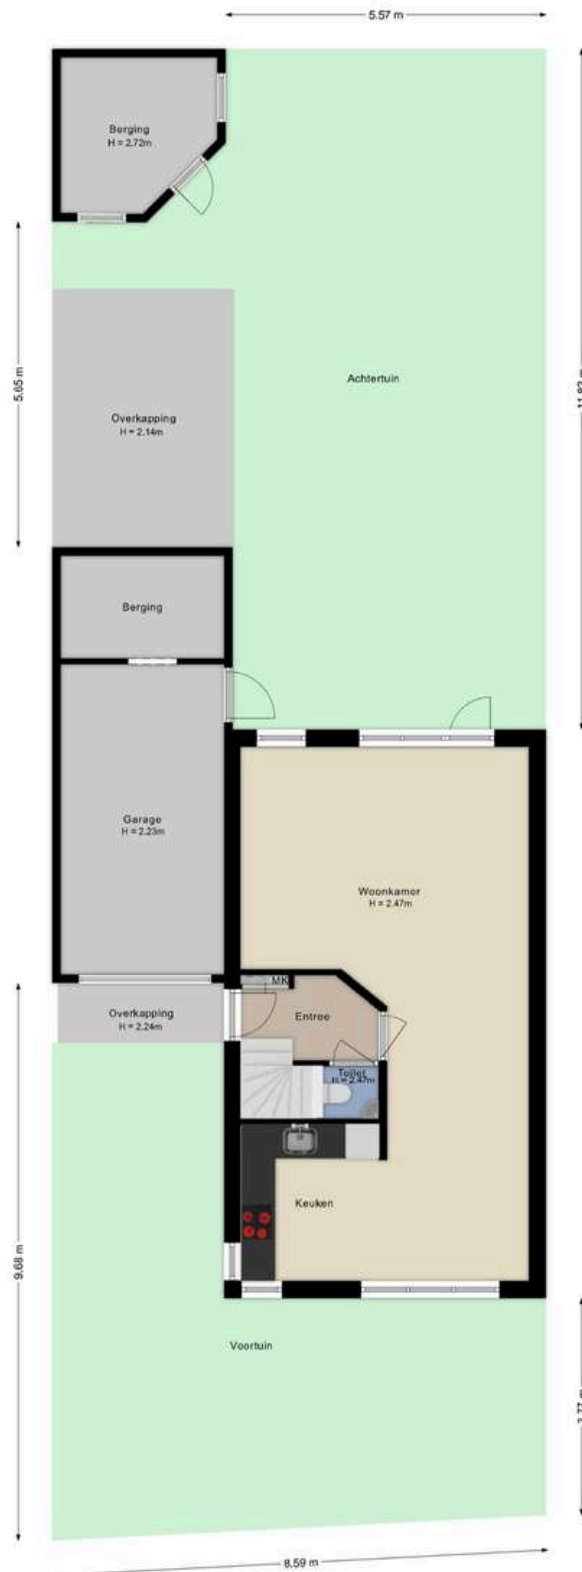 5.57 m
Berging
H = 2.72m
5.65 m
Achtertuin
Overkapping
H = 2.14m
Berging
Garage
H = 2.23m
Woonkamer
H = 2.47m
MK
Overkapping
H = 2.24m
Entree
Toilet
H = 2.47m
Keuken
9.68 m
Voortuin
8.59 m